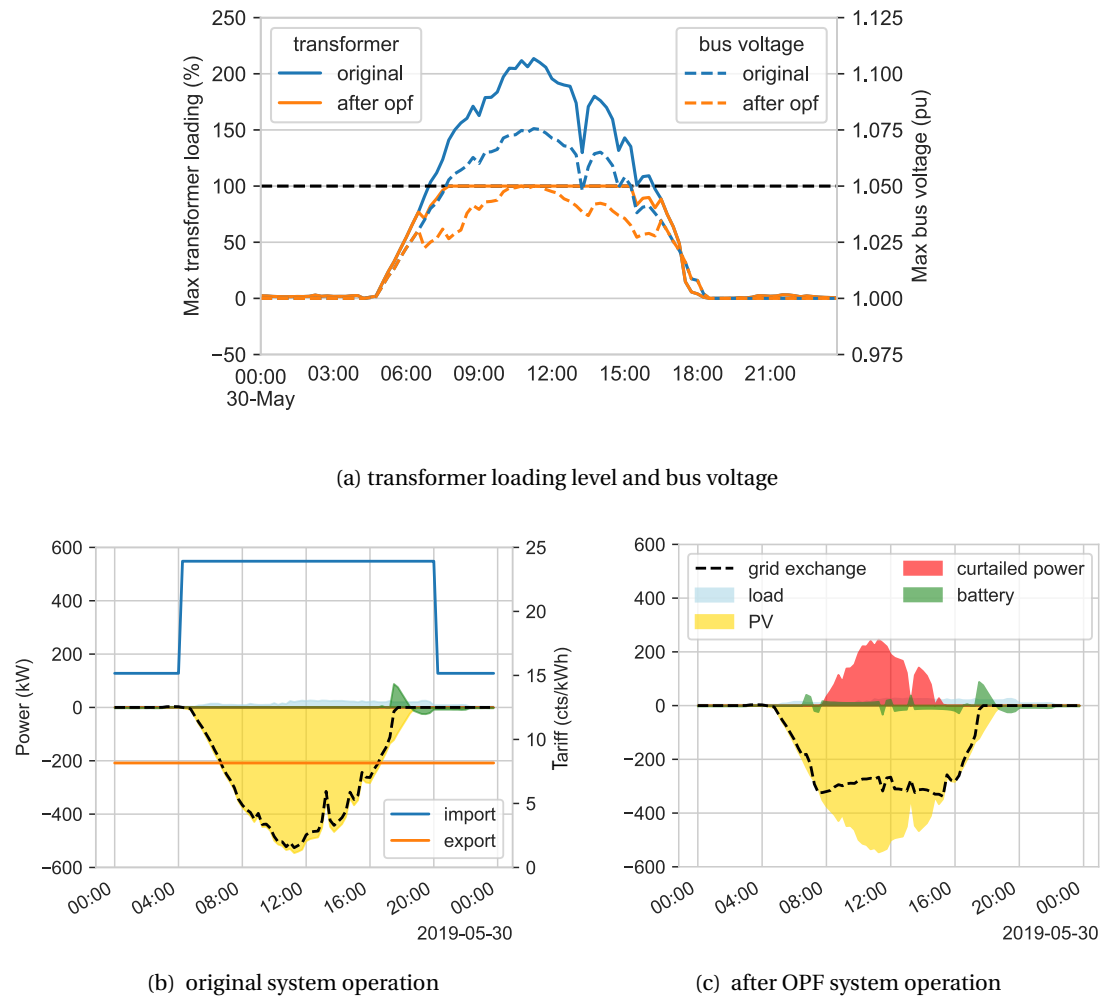 transformer
original
after opf
bus voltage
original
after opf
Max transformer loading (%)
250
200
150
100
50
0
−50
1.125
1.100
1.075
1.050
1.025
1.000
0.975
Max bus voltage (pu)
00:00 03:00 06:00 09:00 12:00 15:00 18:00 21:00
30-May
(a) transformer loading level and bus voltage
Power (kW)
600
400
200
0
−200
−400
−600
25
20
15
10
5
0
Tariff (cts/kWh)
import
export
00:00 04:00 08:00 12:00 16:00 20:00 00:00
2019-05-30
(b) original system operation
600
400
200
0
−200
−400
−600
grid exchange
load
PV
curtailed power
battery
00:00 04:00 08:00 12:00 16:00 20:00 00:00
2019-05-30
(c) after OPF system operation